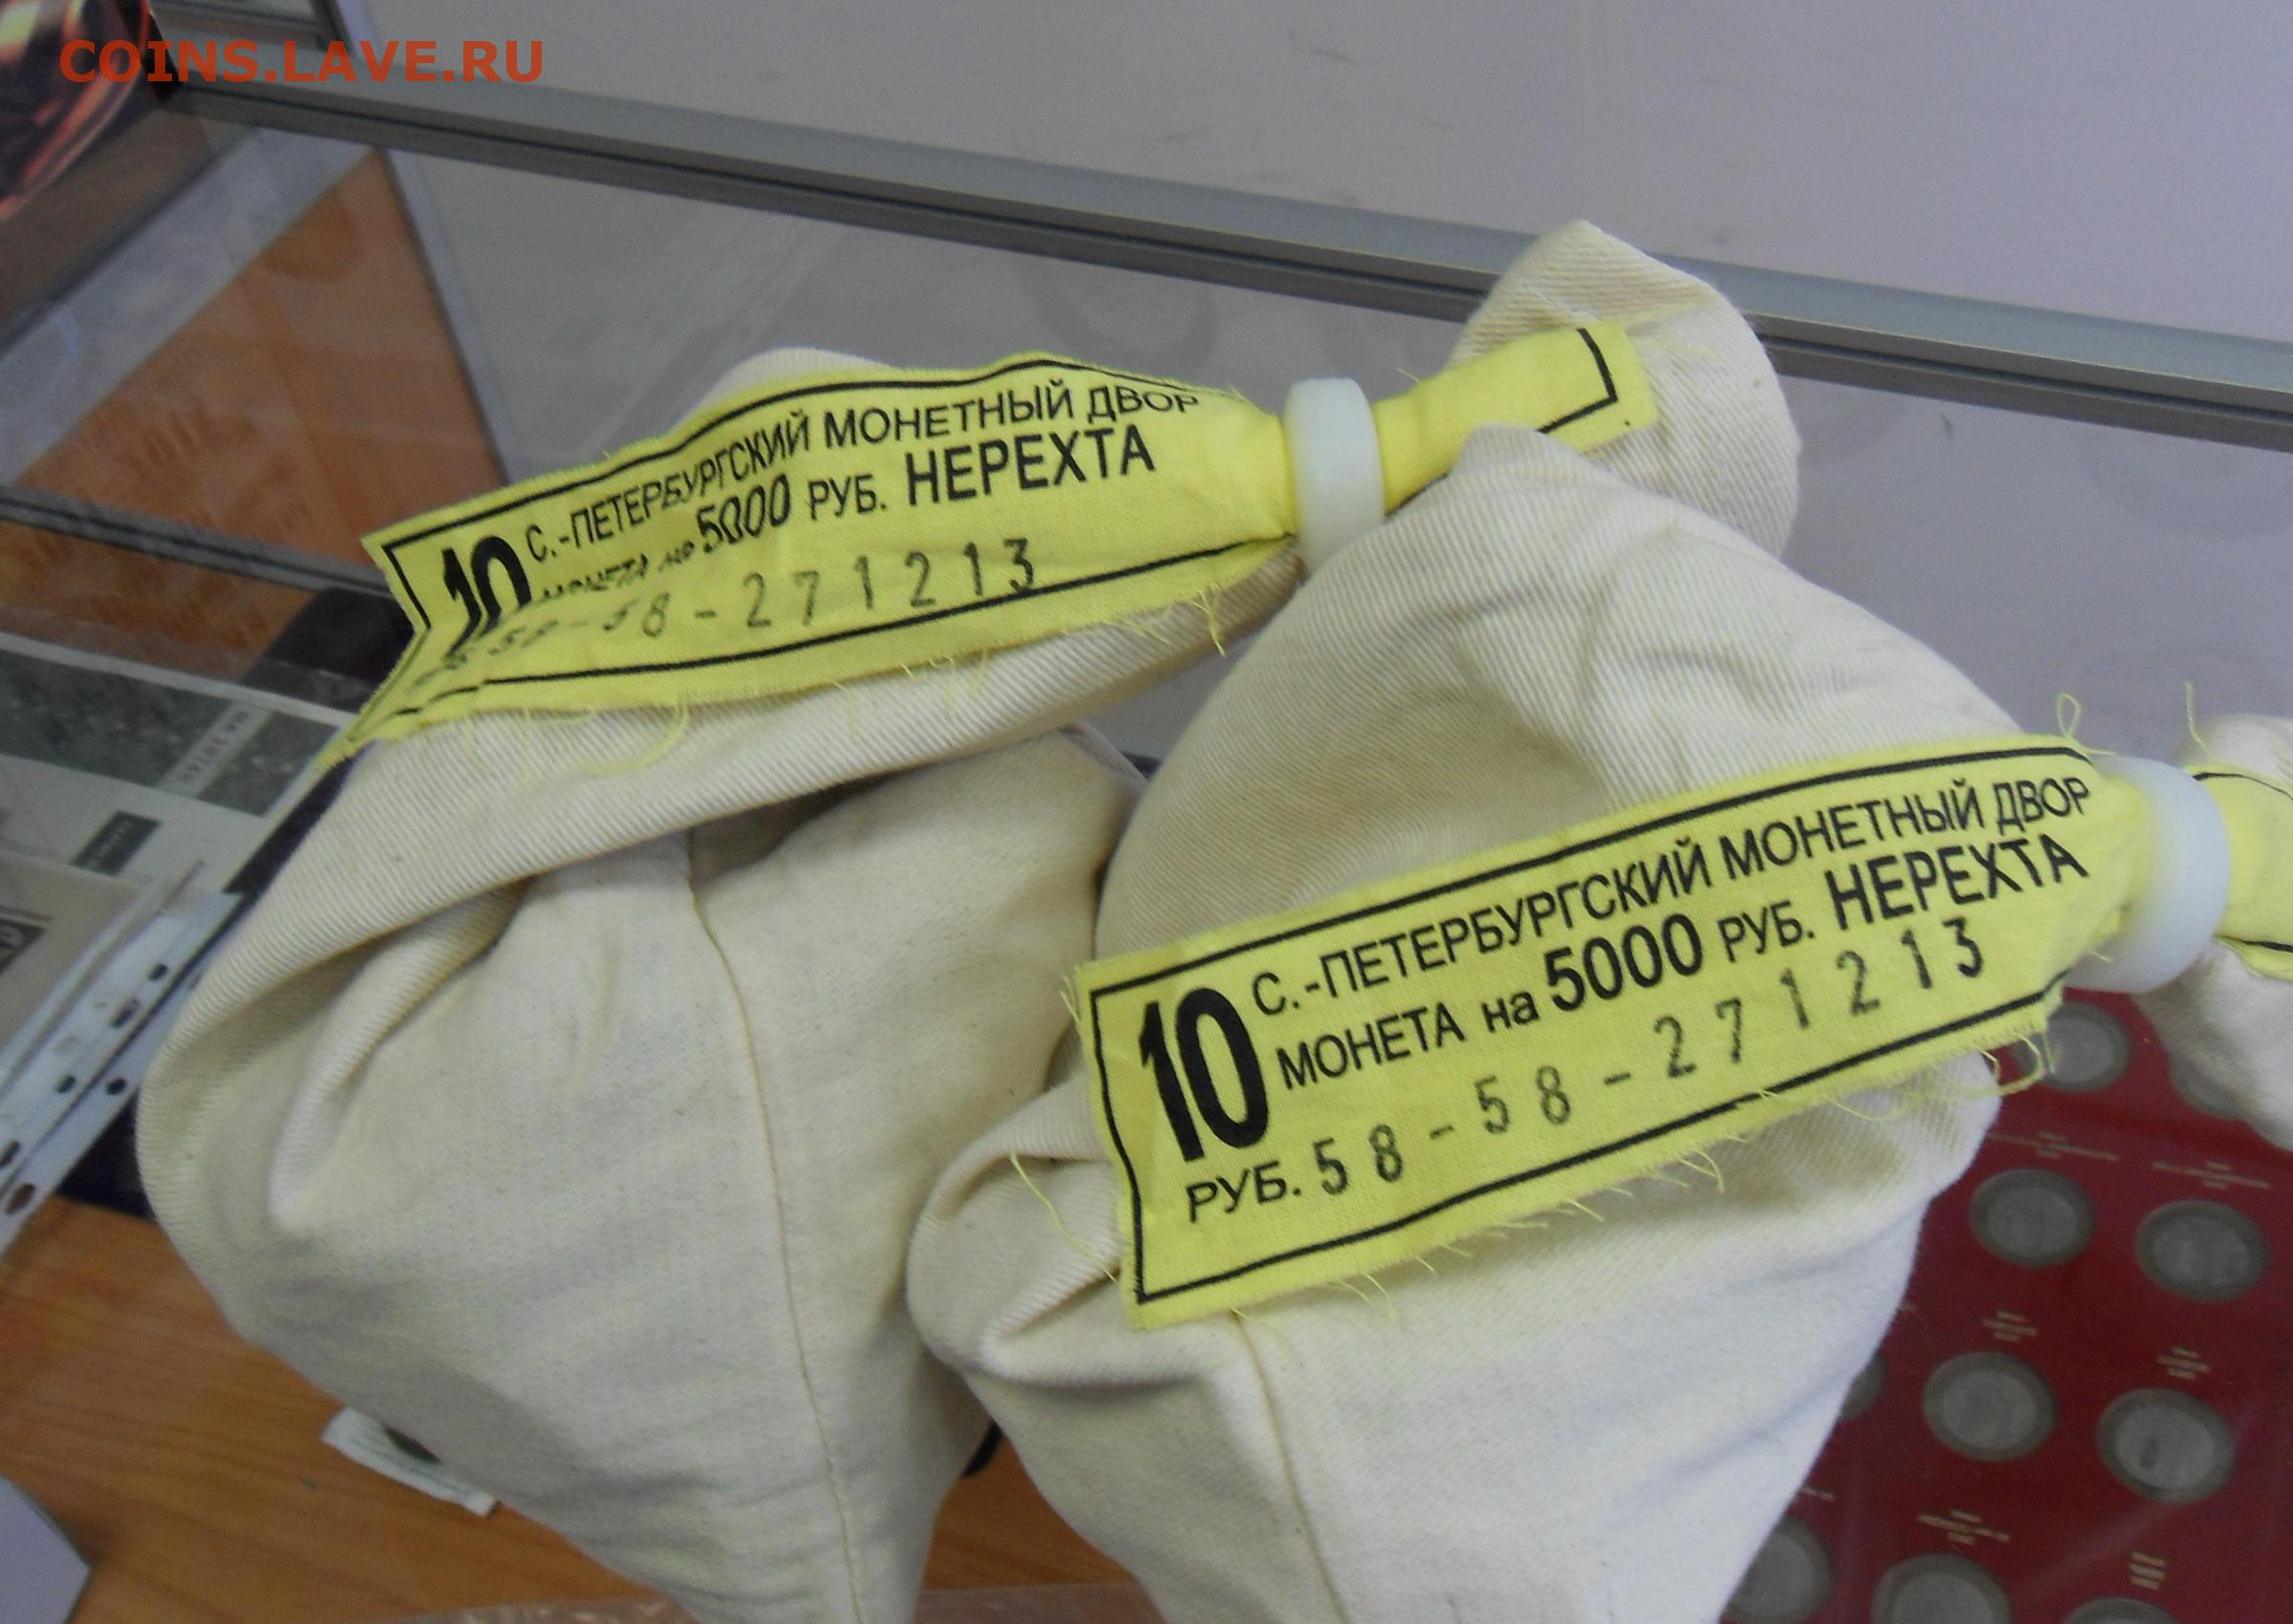 COINS.LAVE.RU
10 С.-ПЕТЕРБУРГСКИЙ МОНЕТНЫЙ ДВОР
МОНЕТА на 5000 РУБ. НЕРЕХТА
58-58-271213
10 С.-ПЕТЕРБУРГСКИЙ МОНЕТНЫЙ ДВОР
МОНЕТА на 5000 РУБ. НЕРЕХТА
РУБ. 58-58-271213